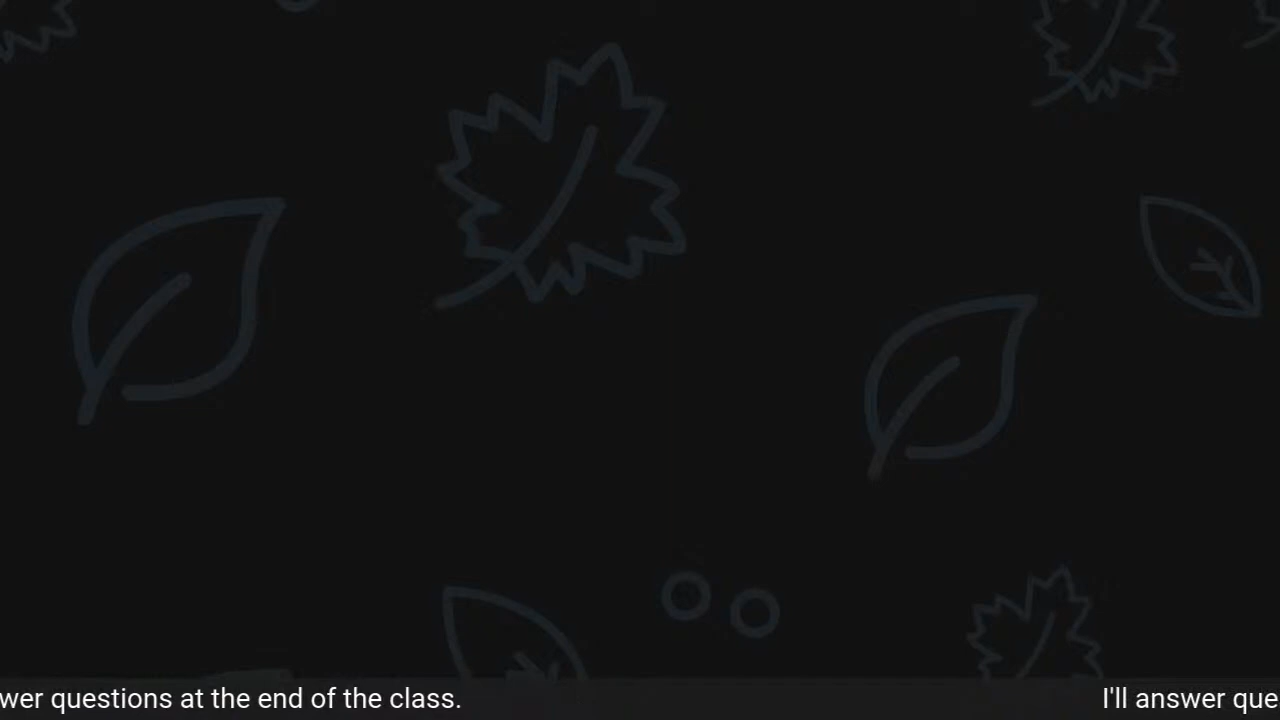 wer questions at the end of the class. I'll answer que